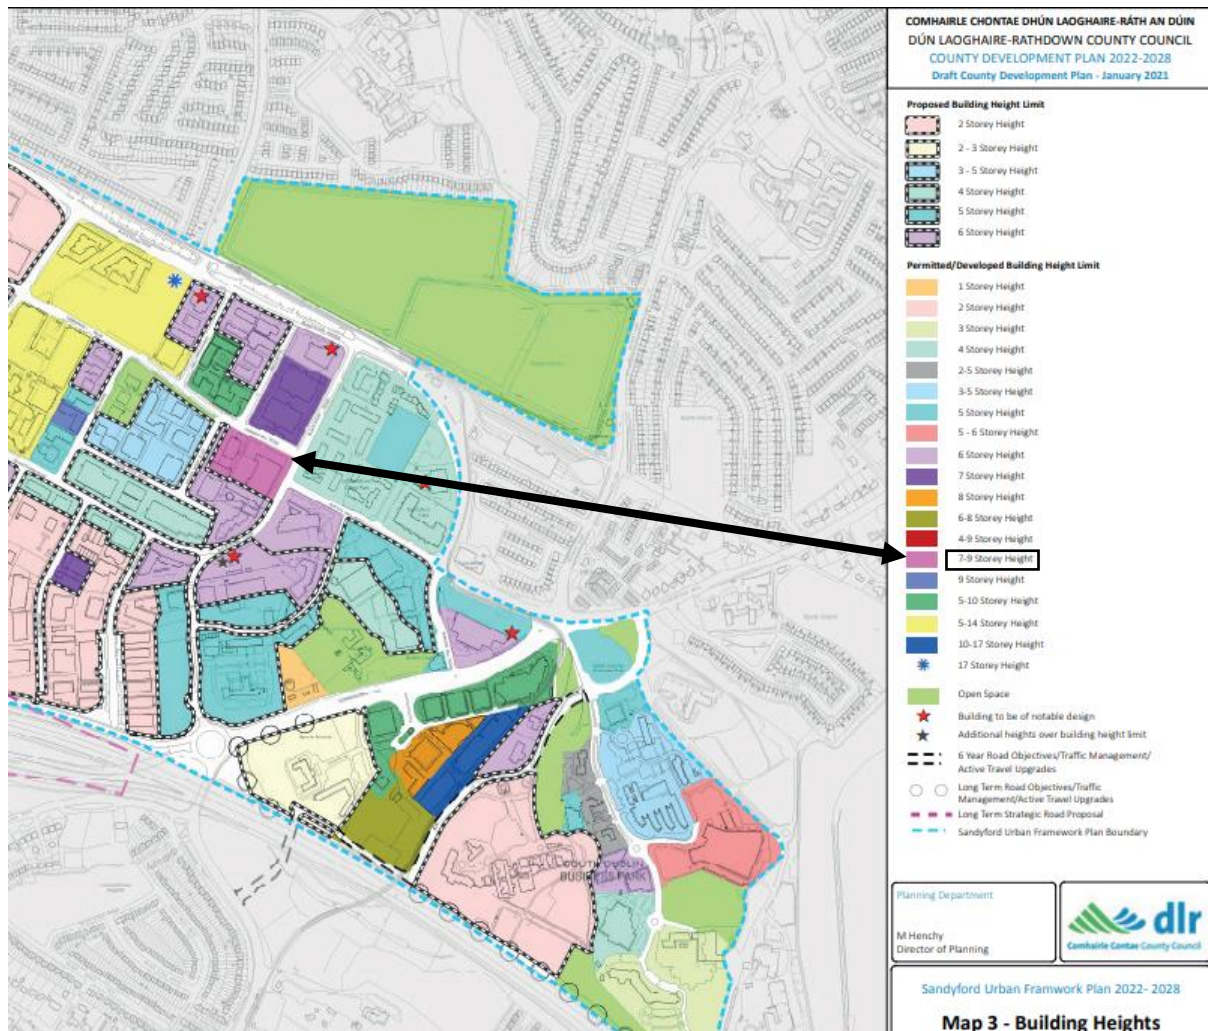 COMHAIRLE CHONTAE DHÚN LAOGHAIRE-RÁTH AN DÚIN
DÚN LAOGHAIRE-RATHDOWN COUNTY COUNCIL
COUNTY DEVELOPMENT PLAN 2022-2028
Draft County Development Plan - January 2021
Proposed Building Height Limit
2 Storey Height
2 - 3 Storey Height
3 - 5 Storey Height
4 Storey Height
5 Storey Height
6 Storey Height
Permitted/Developed Building Height Limit
1 Storey Height
2 Storey Height
3 Storey Height
4 Storey Height
2-5 Storey Height
3-5 Storey Height
5 Storey Height
5 - 6 Storey Height
6 Storey Height
7 Storey Height
8 Storey Height
6-8 Storey Height
4-9 Storey Height
7-9 Storey Height
9 Storey Height
5-10 Storey Height
5-14 Storey Height
10-17 Storey Height
17 Storey Height
Open Space
Building to be of notable design
Additional heights over building height limit
6 Year Road Objectives/Traffic Management/
Active Travel Upgrades
Long Term Road Objectives/Traffic
Management/Active Travel Upgrades
Long Term Strategic Road Proposal
Sandyford Urban Framework Plan Boundary
SOUTH DUBLIN
BUSINESS PARK
Planning Department
M Henchy
Director of Planning
dlr
Comhairle Contae County Council
Sandyford Urban Framwork Plan 2022- 2028
Map 3 - Building Heights